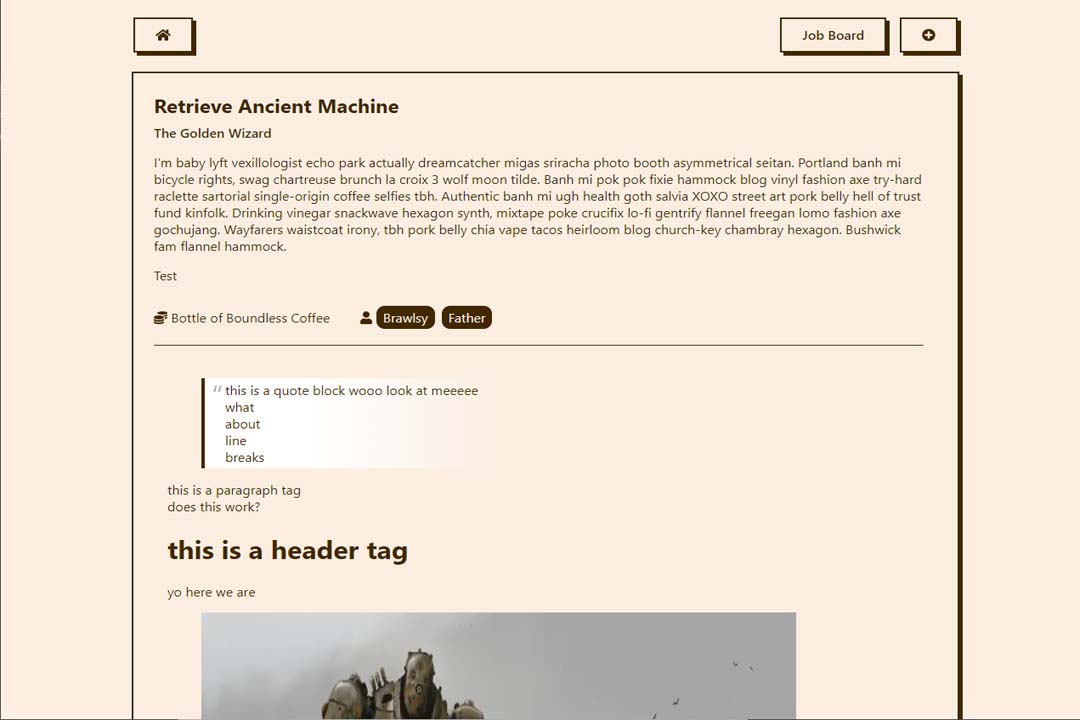 Job Board
Retrieve Ancient Machine
The Golden Wizard
I'm baby lyft vexillologist echo park actually dreamcatcher migas sriracha photo booth asymmetrical seitan. Portland banh mi
bicycle rights, swag chartreuse brunch la croix 3 wolf moon tilde. Banh mi pok pok fixie hammock blog vinyl fashion axe try-hard
raclette sartorial single-origin coffee selfies tbh. Authentic banh mi ugh health goth salvia XOXO street art pork belly hell of trust
fund kinfolk. Drinking vinegar snackwave hexagon synth, mixtape poke crucifix lo-fi gentrify flannel freegan lomo fashion axe
gochujang. Wayfarers waistcoat irony, tbh pork belly chia vape tacos heirloom blog church-key chambray hexagon. Bushwick
fam flannel hammock.
Test
Bottle of Boundless Coffee Brawlsy Father
" this is a quote block wooo look at meeeee
what
about
line
breaks
this is a paragraph tag
does this work?
this is a header tag
yo here we are